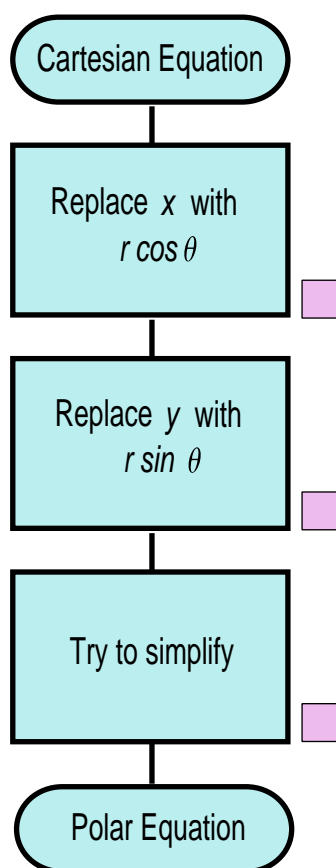 Cartesian Equation
Replace x with
r cos θ
Replace y with
r sin θ
Try to simplify
Polar Equation